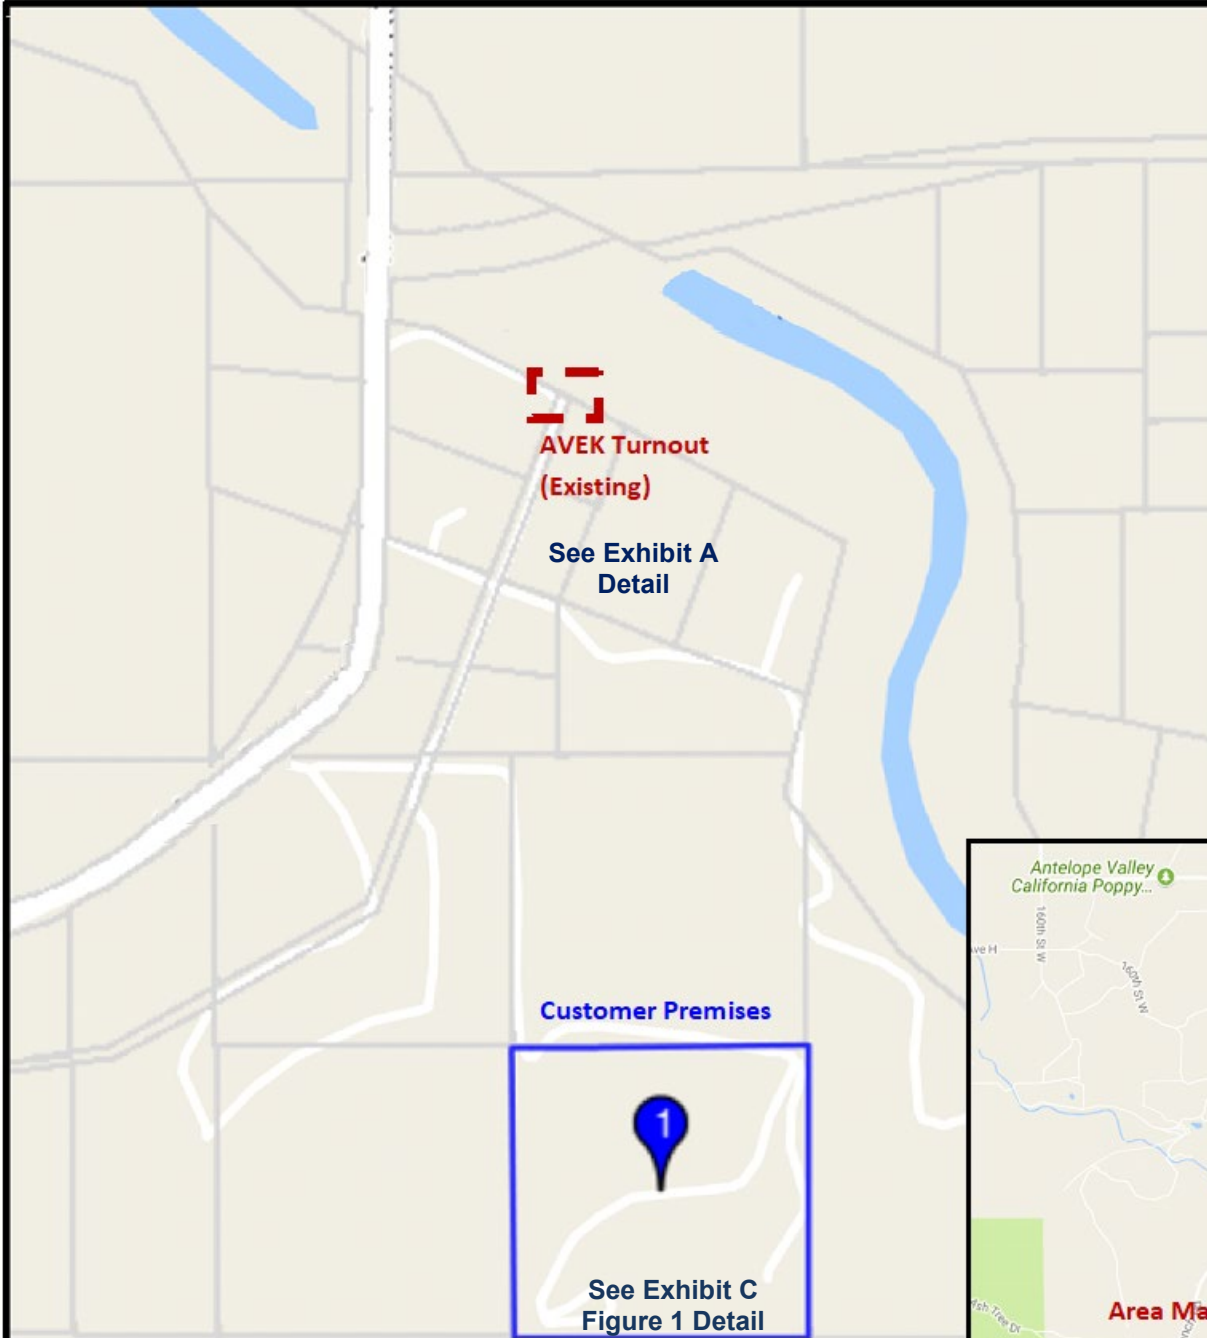 AVEK Turnout
(Existing)
See Exhibit A
Detail
Customer Premises
1
See Exhibit C
Figure 1 Detail
Antelope Valley
California Poppy...
160th St W
ve H
160th St W
Area Ma